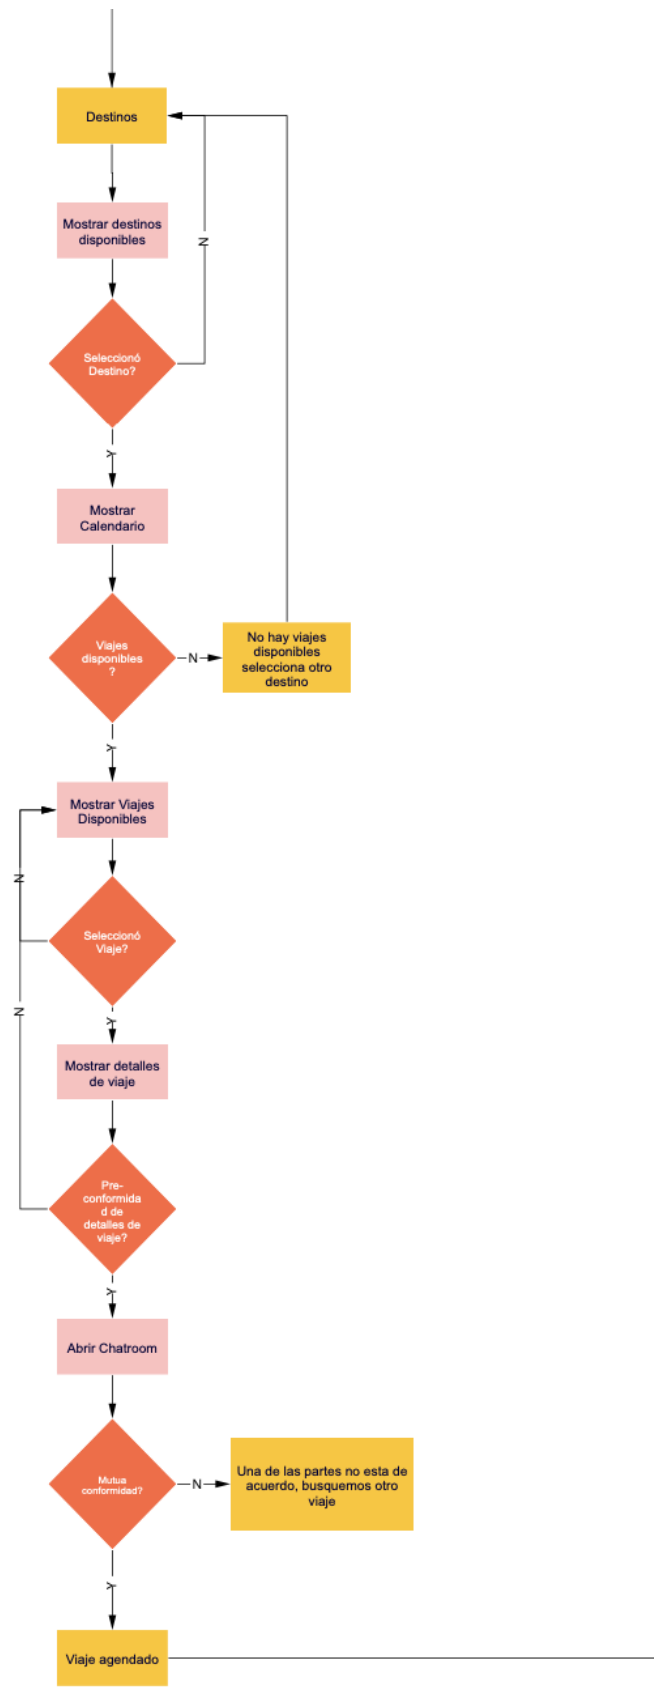 Destinos
Mostrar destinos
disponibles
N
Seleccionó
Destino?
Y
Mostrar
Calendario
Viajes
disponibles
?
N
No hay viajes
disponibles
selecciona otro
destino
Y
Mostrar Viajes
Disponibles
N
Seleccionó
Viaje?
N
Y
Mostrar detalles
de viaje
Pre-
conformida
d de
detalles de
viaje?
Y
Abrir Chatroom
Mutua
conformidad?
N
Una de las partes no esta de
acuerdo, busquemos otro
viaje
Y
Viaje agendado